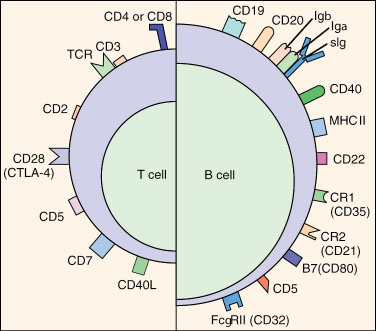 CD4 or CD8
CD3
TCR
CD2
CD28
(CTLA-4)
CD5
CD7
CD40L
T cell
B cell
CD19
CD20
Igb
Iga
sIg
CD40
MHC II
CD22
CR1
(CD35)
CR2
(CD21)
B7(CD80)
CD5
FcgRII (CD32)